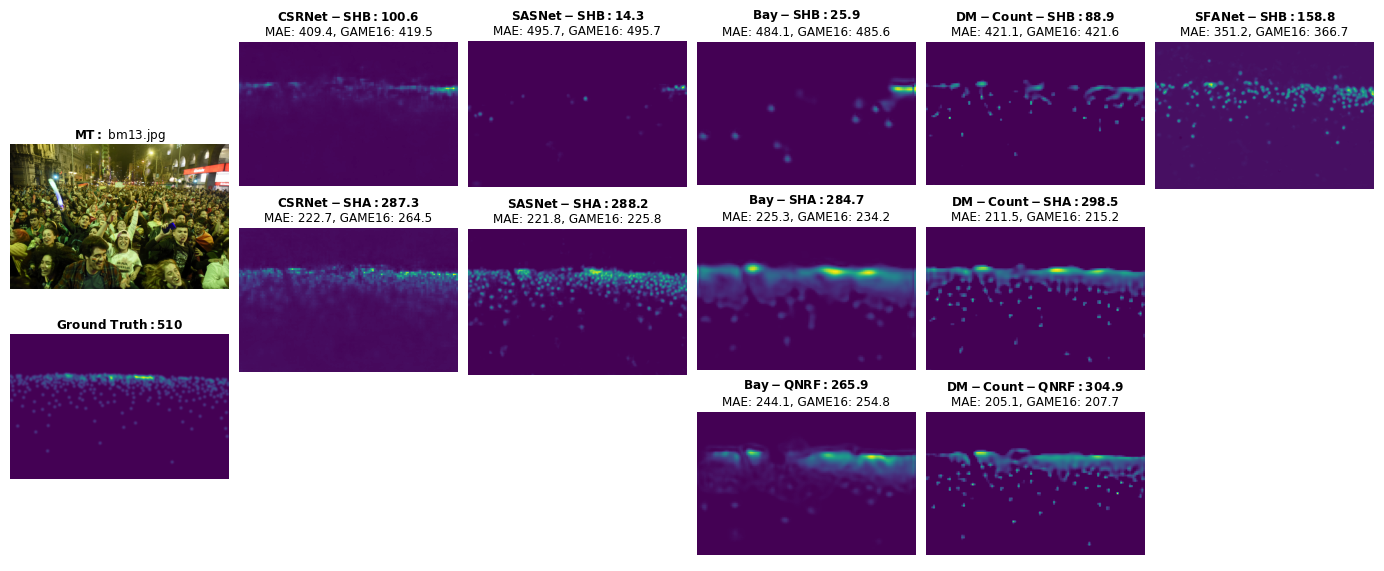 CSRNet−SHB: 100.6
MAE: 409.4, GAME16: 419.5
SASNet−SHB: 14.3
MAE: 495.7, GAME16: 495.7
Bay−SHB: 25.9
MAE: 484.1, GAME16: 485.6
DM−Count−SHB: 88.9
MAE: 421.1, GAME16: 421.6
SFANet−SHB: 158.8
MAE: 351.2, GAME16: 366.7
MT: bm13.jpg
CSRNet−SHA: 287.3
MAE: 222.7, GAME16: 264.5
SASNet−SHA: 288.2
MAE: 221.8, GAME16: 225.8
Bay−SHA: 284.7
MAE: 225.3, GAME16: 234.2
DM−Count−SHA: 298.5
MAE: 211.5, GAME16: 215.2
Ground Truth: 510
Bay−QNRF: 265.9
MAE: 244.1, GAME16: 254.8
DM−Count−QNRF: 304.9
MAE: 205.1, GAME16: 207.7